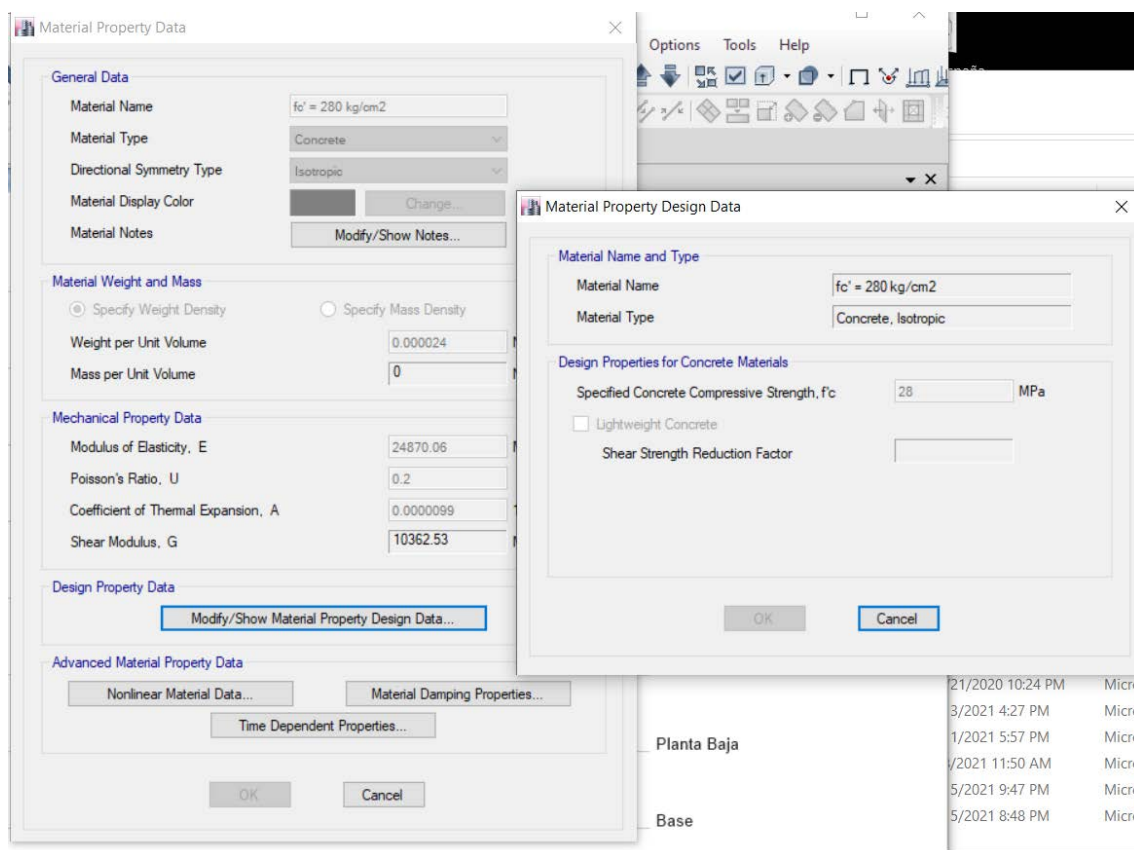 Material Property Data
General Data
Material Name fc' = 280 kg/cm2
Material Type Concrete
Directional Symmetry Type Isotropic
Material Display Color Change...
Material Notes Modify/Show Notes...
Material Weight and Mass
Specify Weight Density Specify Mass Density
Weight per Unit Volume 0.000024
Mass per Unit Volume 0
Mechanical Property Data
Modulus of Elasticity, E 24870.06
Poisson's Ratio, U 0.2
Coefficient of Thermal Expansion, A 0.0000099
Shear Modulus, G 10362.53
Design Property Data
Modify/Show Material Property Design Data...
Advanced Material Property Data
Nonlinear Material Data... Material Damping Properties...
Time Dependent Properties...
OK Cancel
Options Tools Help
Material Property Design Data
Material Name and Type
Material Name fc' = 280 kg/cm2
Material Type Concrete, Isotropic
Design Properties for Concrete Materials
Specified Concrete Compressive Strength, f'c 28 MPa
Lightweight Concrete
Shear Strength Reduction Factor
OK Cancel
Planta Baja
Base
/21/2020 10:24 PM Micr
3/2021 4:27 PM Micr
1/2021 5:57 PM Micr
/2021 11:50 AM Micr
5/2021 9:47 PM Micr
5/2021 8:48 PM Micr